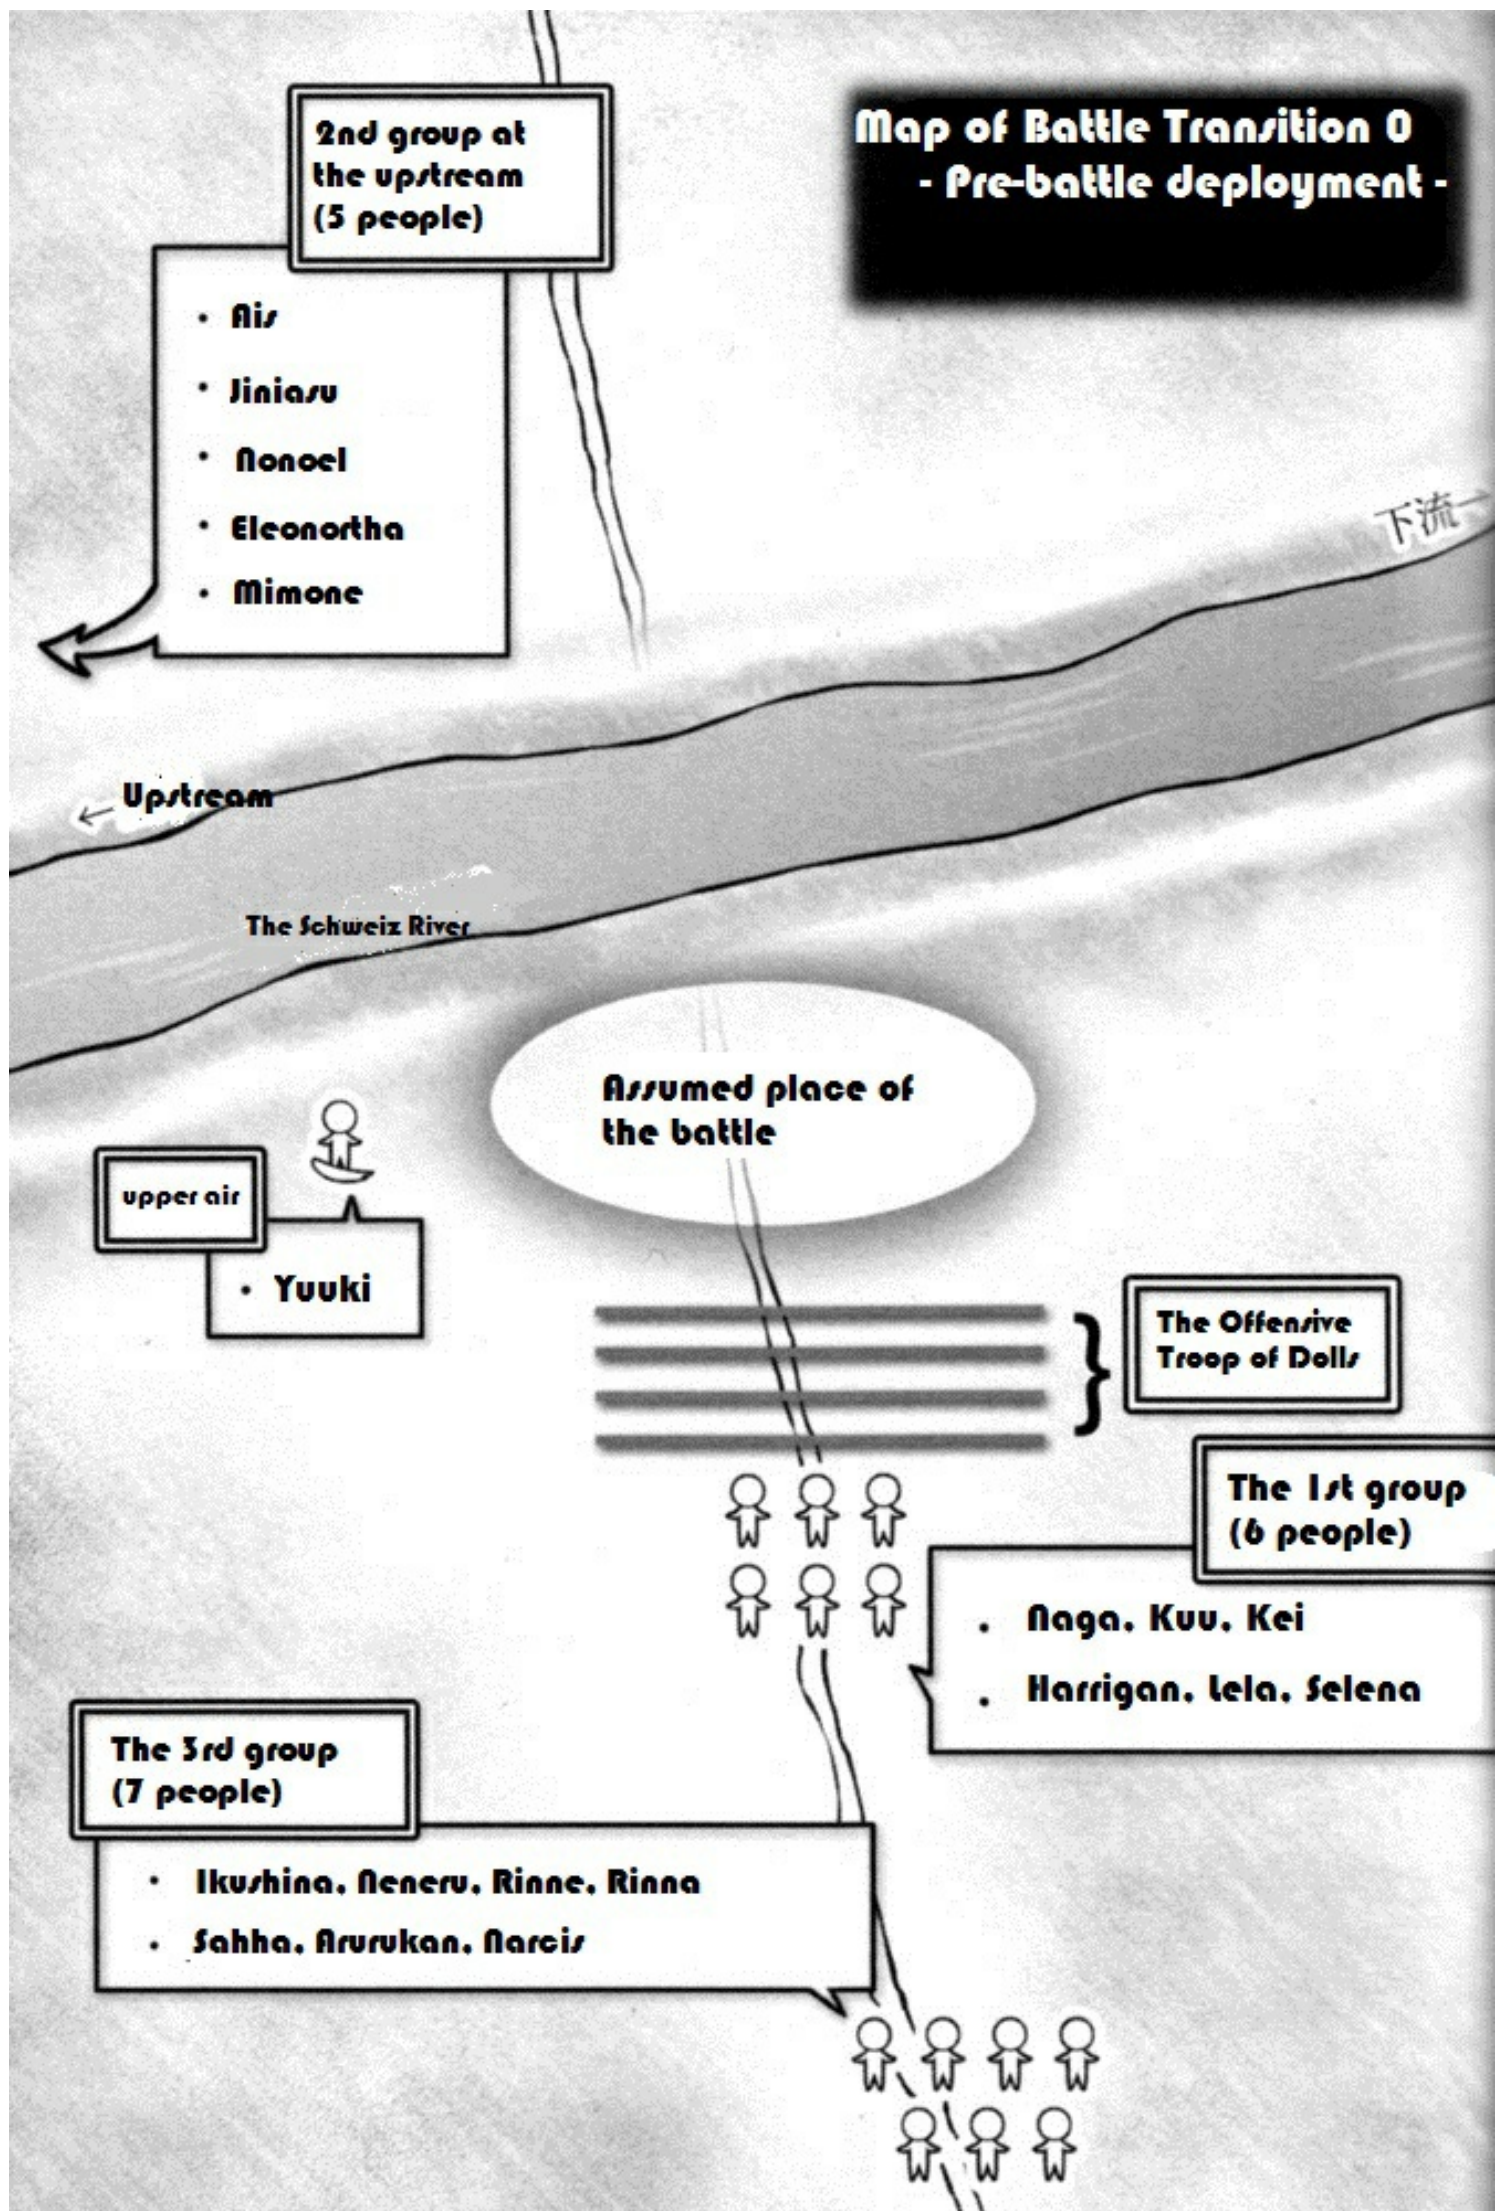 Map of Battle Transition 0
- Pre-battle deployment -
2nd group at
the upstream
(5 people)
・ Ais
・ Jiniasu
・ Nonoel
・ Eleonortha
・ Mimone
下流→
← Upstream
The Schweiz River
Assumed place of
the battle
upper air
・ Yuuki
The Offensive
Troop of Dolls
The 1st group
(6 people)
・ Naga, Kuu, Kei
・ Harrigan, Lela, Selena
The 3rd group
(7 people)
・ Ikushina, Neneru, Rinne, Rinna
・ Sahha, Arurukan, Narcis